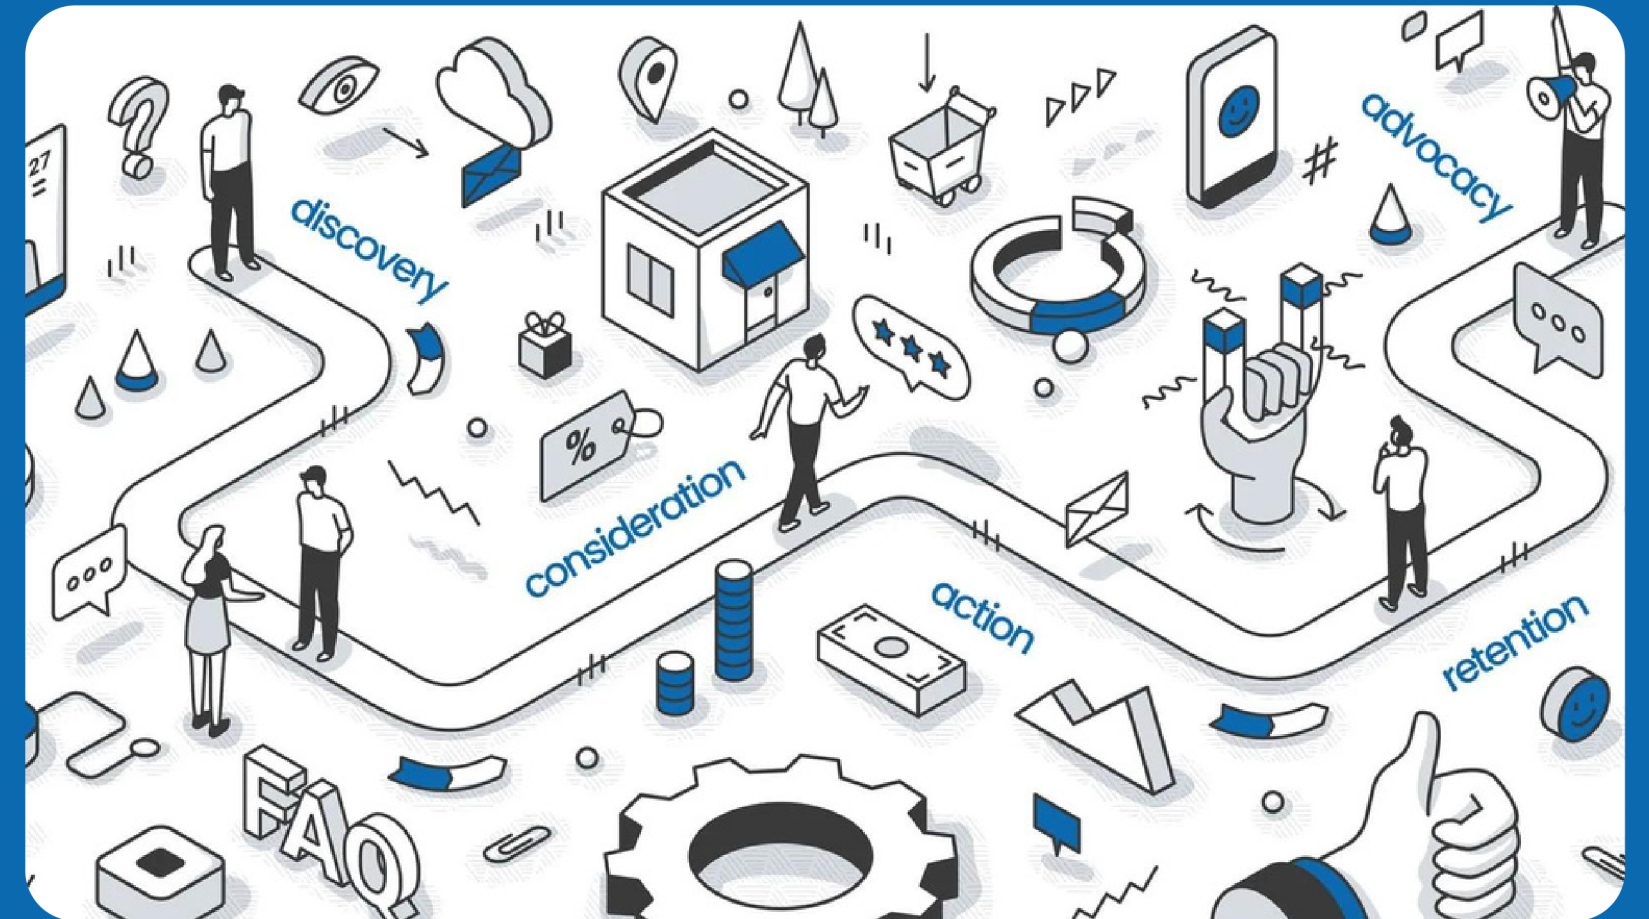 27
discovery
advocacy
%
#
consideration
action
retention
FAQ